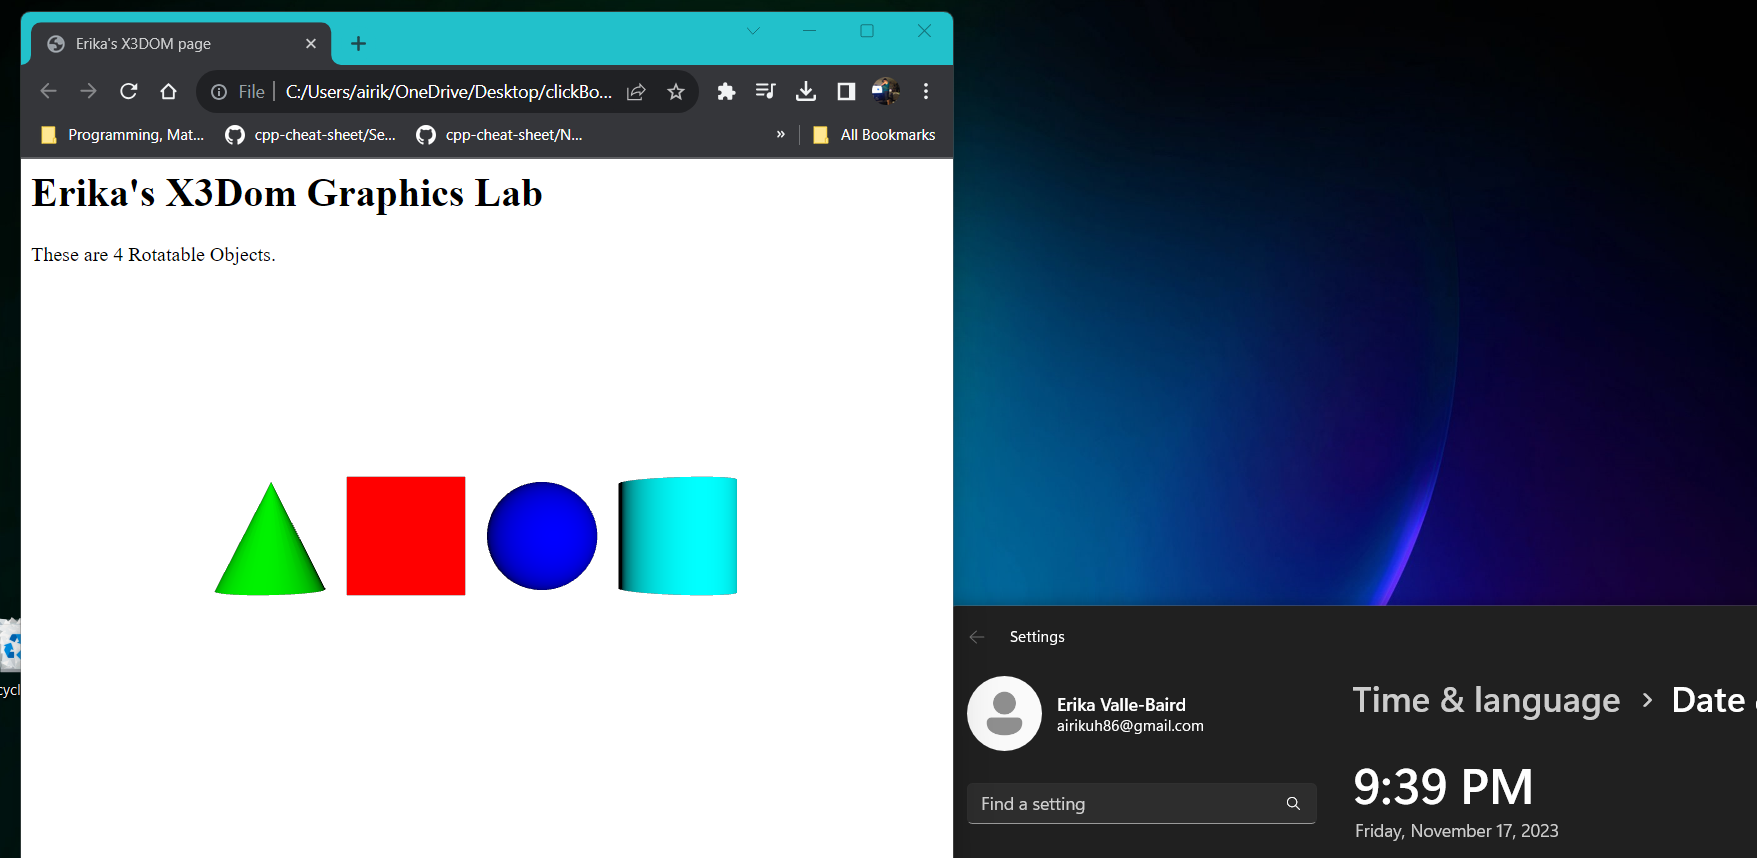 Erika's X3DOM page
File
C:/Users/airik/OneDrive/Desktop/clickBo...
Programming, Mat...
cpp-cheat-sheet/Se...
cpp-cheat-sheet/N...
»
All Bookmarks
Erika's X3Dom Graphics Lab
These are 4 Rotatable Objects.
Settings
Erika Valle-Baird
airikuh86@gmail.com
Find a setting
Time & language > Date
9:39 PM
Friday, November 17, 2023